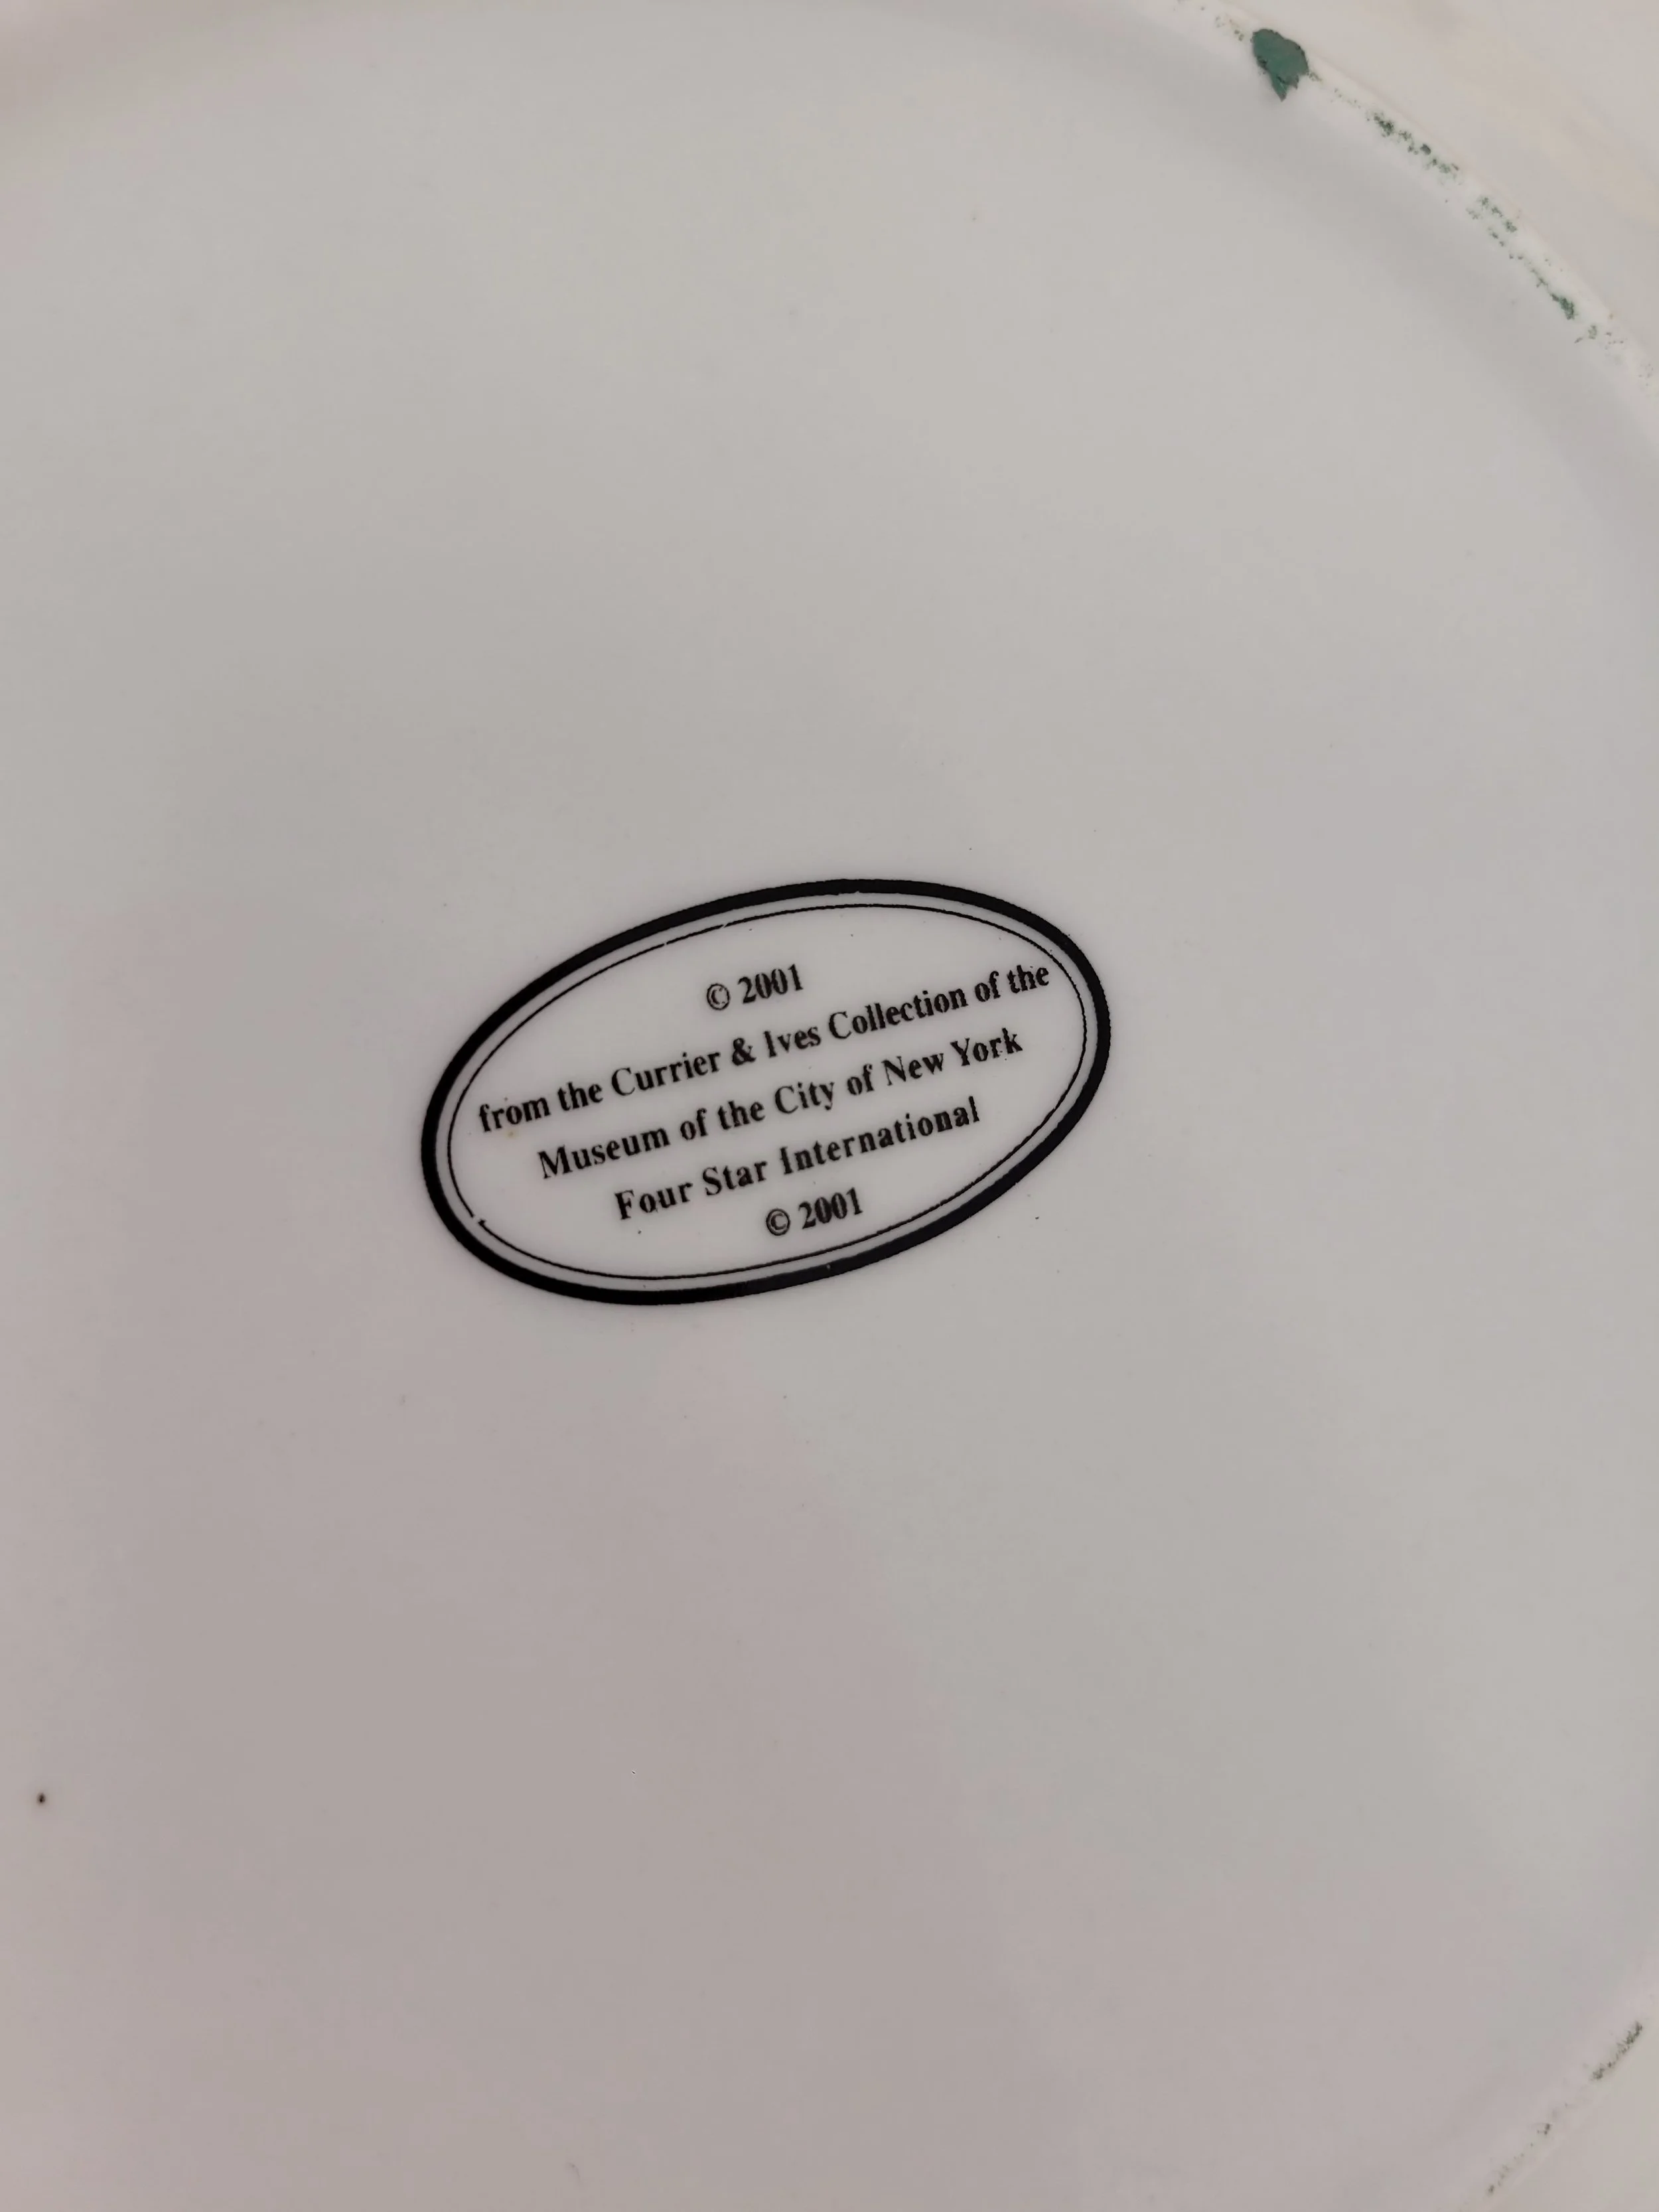 © 2001
from the Currier & Ives Collection of the
Museum of the City of New York
Four Star International
© 2001